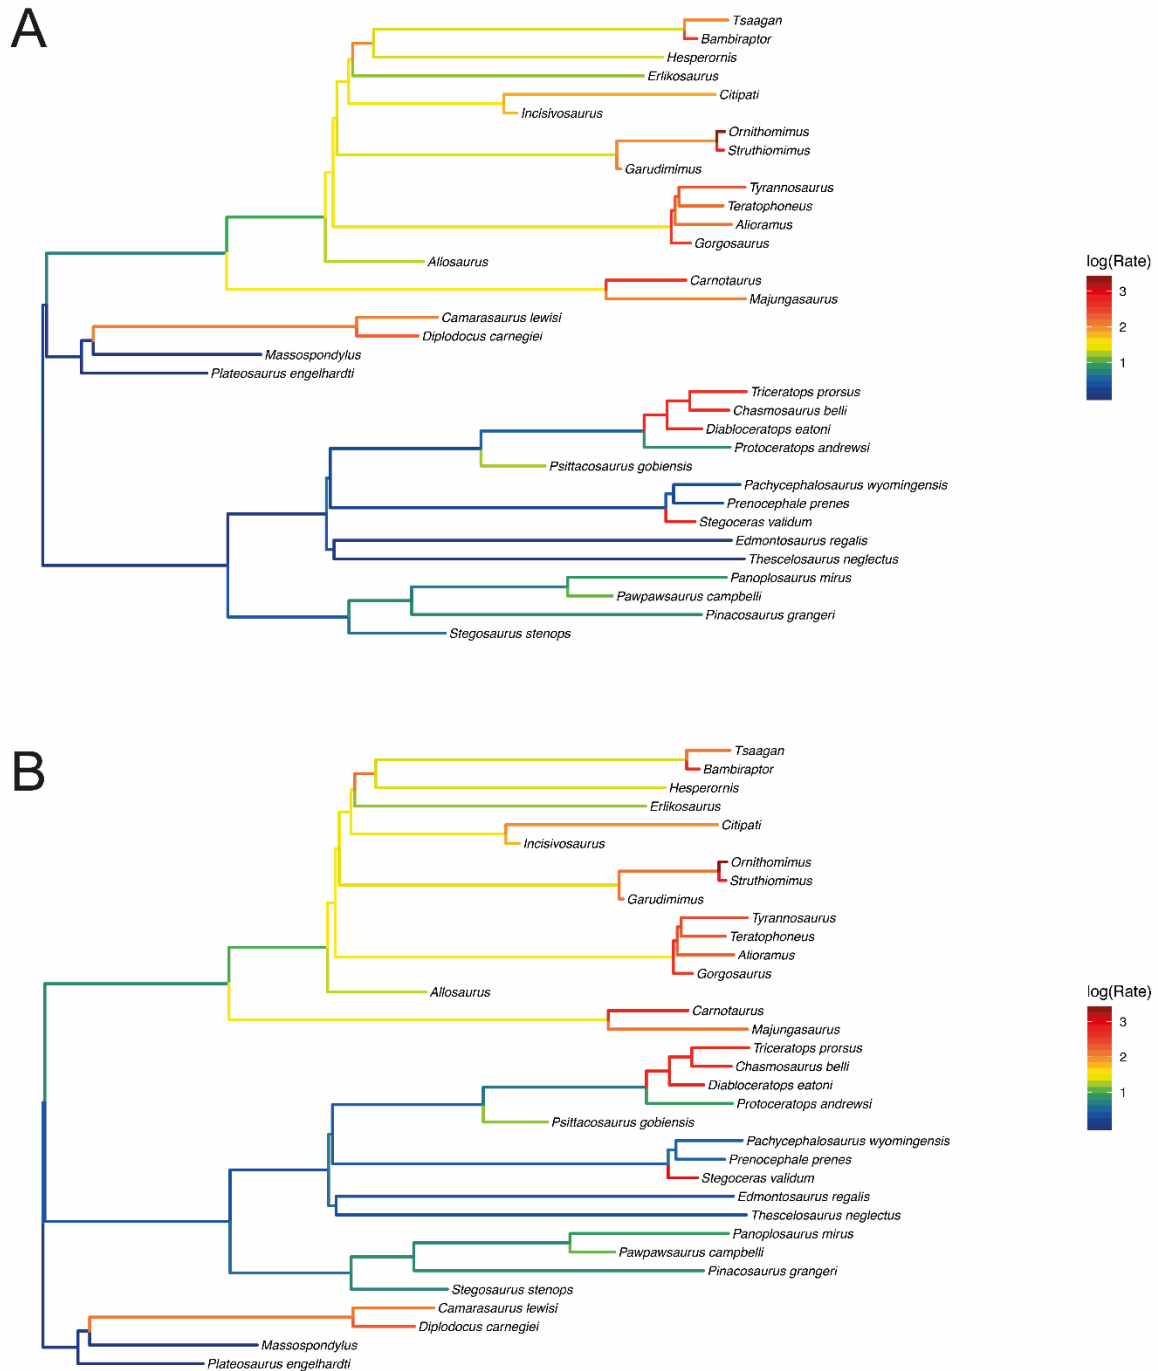 A
Tsaagan
Bambiraptor
Hesperornis
Erlikosaurus
Citipati
Incisivosaurus
Ornithomimus
Struthiomimus
Garudimimus
Tyrannosaurus
Teratophoneus
Alioramus
Gorgosaurus
Allosaurus
Carnotaurus
Majungasaurus
Camarasaurus lewisi
Diplodocus carnegiei
Massospondylus
Plateosaurus engelhardti
Triceratops prorsus
Chasmosaurus belli
Diabloceratops eatoni
Protoceratops andrewsi
Psittacosaurus gobiensis
Pachycephalosaurus wyomingensis
Prenocephale prenes
Stegoceras validum
Edmontosaurus regalis
Thescelosaurus neglectus
Panoplosaurus mirus
Pawpawsaurus campbelli
Pinacosaurus grangeri
Stegosaurus stenops
log(Rate)
3
2
1
B
Tsaagan
Bambiraptor
Hesperornis
Erlikosaurus
Citipati
Incisivosaurus
Ornithomimus
Struthiomimus
Garudimimus
Tyrannosaurus
Teratophoneus
Alioramus
Gorgosaurus
Allosaurus
Carnotaurus
Majungasaurus
Triceratops prorsus
Chasmosaurus belli
Diabloceratops eatoni
Protoceratops andrewsi
Psittacosaurus gobiensis
Pachycephalosaurus wyomingensis
Prenocephale prenes
Stegoceras validum
Edmontosaurus regalis
Thescelosaurus neglectus
Panoplosaurus mirus
Pawpawsaurus campbelli
Pinacosaurus grangeri
Stegosaurus stenops
Camarasaurus lewisi
Diplodocus carnegiei
Massospondylus
Plateosaurus engelhardti
log(Rate)
3
2
1